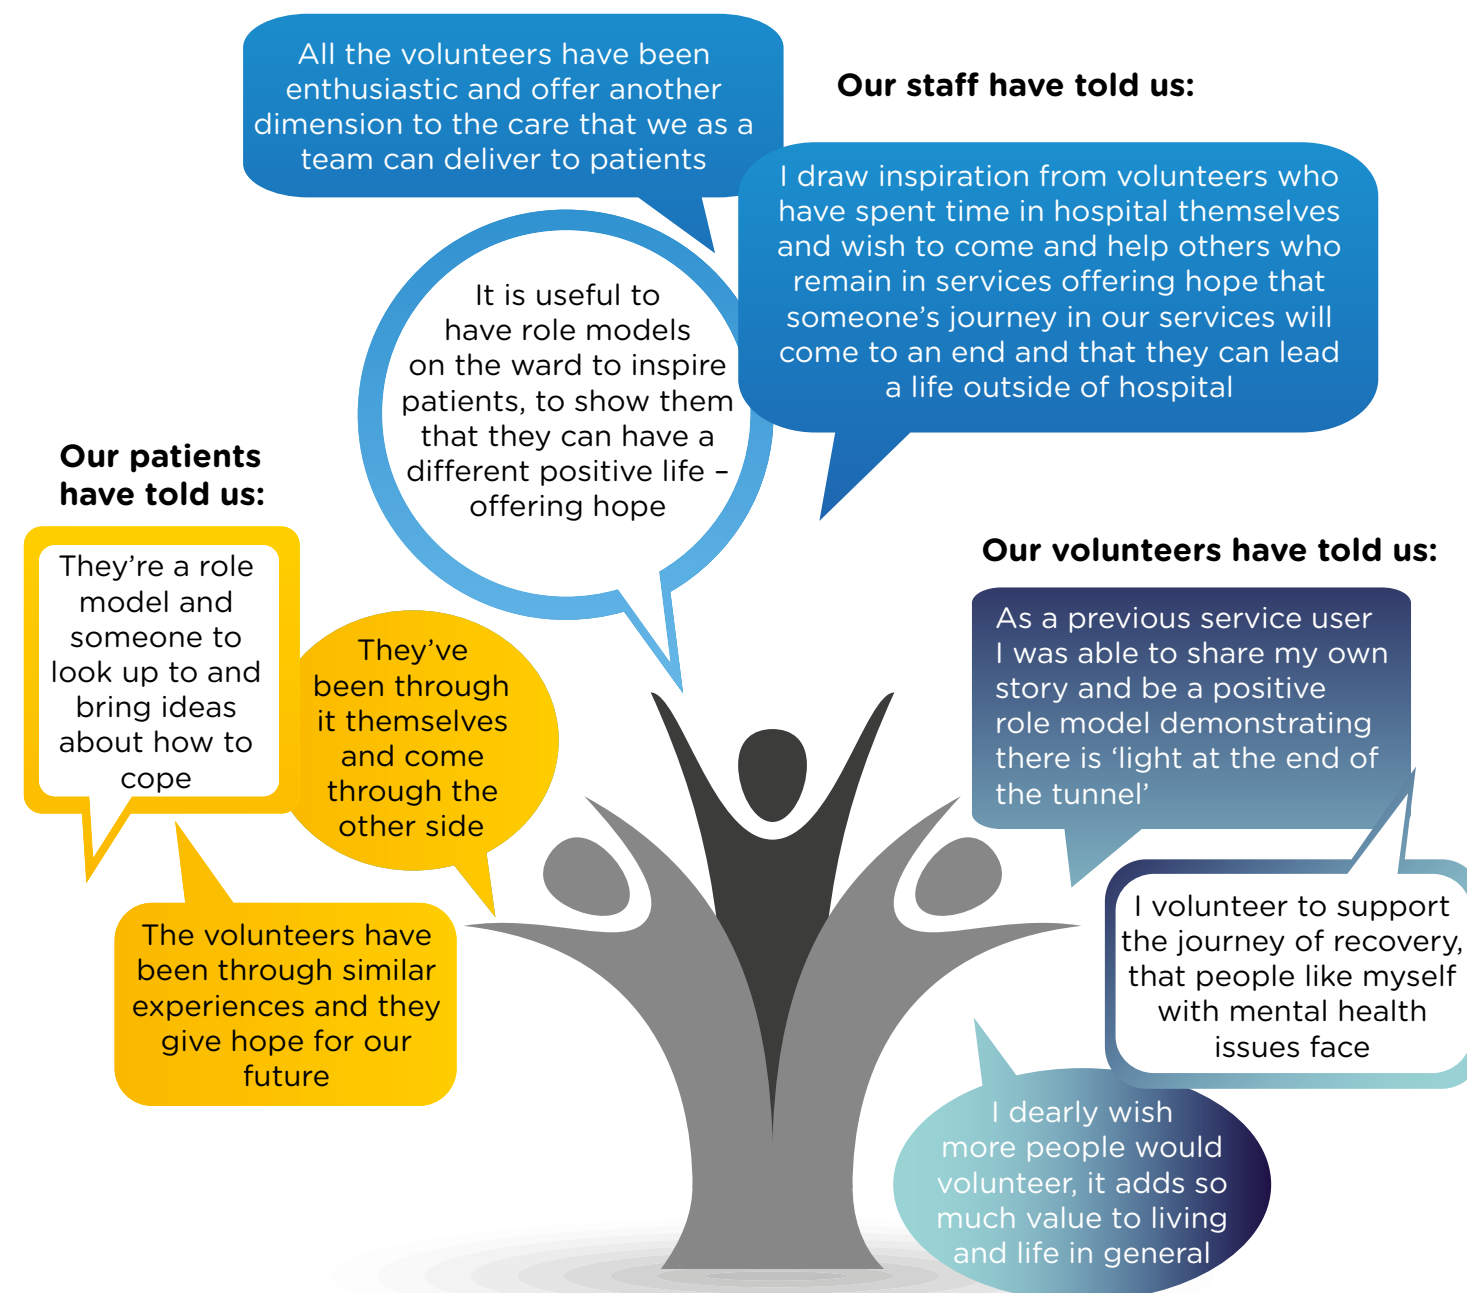 All the volunteers have been
enthusiastic and offer another
dimension to the care that we as a
team can deliver to patients
Our staff have told us:
I draw inspiration from volunteers who
have spent time in hospital themselves
and wish to come and help others who
remain in services offering hope that
someone’s journey in our services will
come to an end and that they can lead
a life outside of hospital
It is useful to
have role models
on the ward to inspire
patients, to show them
that they can have a
different positive life –
offering hope
Our patients
have told us:
They’re a role
model and
someone to
look up to and
bring ideas
about how to
cope
They’ve
been through
it themselves
and come
through the
other side
The volunteers have
been through similar
experiences and they
give hope for our
future
Our volunteers have told us:
As a previous service user
I was able to share my own
story and be a positive
role model demonstrating
there is ‘light at the end of
the tunnel’
I volunteer to support
the journey of recovery,
that people like myself
with mental health
issues face
I dearly wish
more people would
volunteer, it adds so
much value to living
and life in general